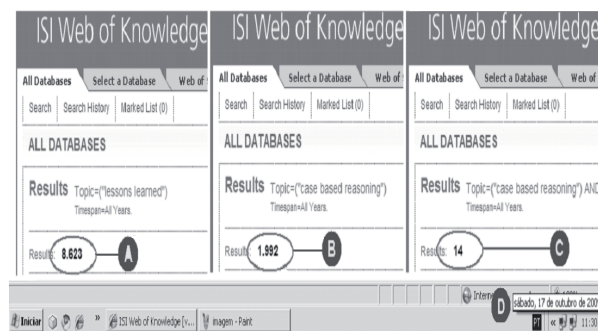 ISI Web of Knowledge
All Databases Select a Database Web of
Search Search History Marked List (0)
ALL DATABASES
Results Topic=("lessons learned")
Timespan=All Years.
Results: 8.623 A
ISI Web of Knowledge
All Databases Select a Database Web of
Search Search History Marked List (0)
ALL DATABASES
Results Topic=("case based reasoning")
Timespan=All Years.
Results: 1.992 B
ISI Web of Knowledge
All Databases Select a Database Web of
Search Search History Marked List (0)
ALL DATABASES
Results Topic=("case based reasoning") AND
Timespan=All Years.
Results: 14 C
Intern D
sábado, 17 de outubro de 200
Iniciar » ISI Web of Knowledge [v... imagem - Paint PT « 11:30